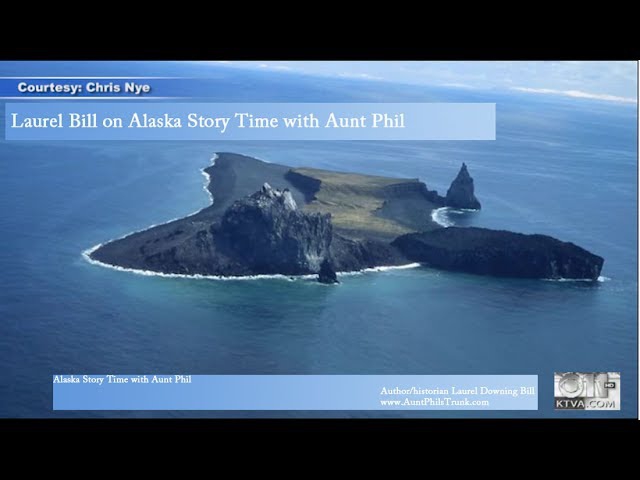 Courtesy: Chris Nye
Laurel Bill on Alaska Story Time with Aunt Phil
Alaska Story Time with Aunt Phil
Author/historian Laurel Downing Bill
www.AuntPhilsTrunk.com
HD
KTVA.COM